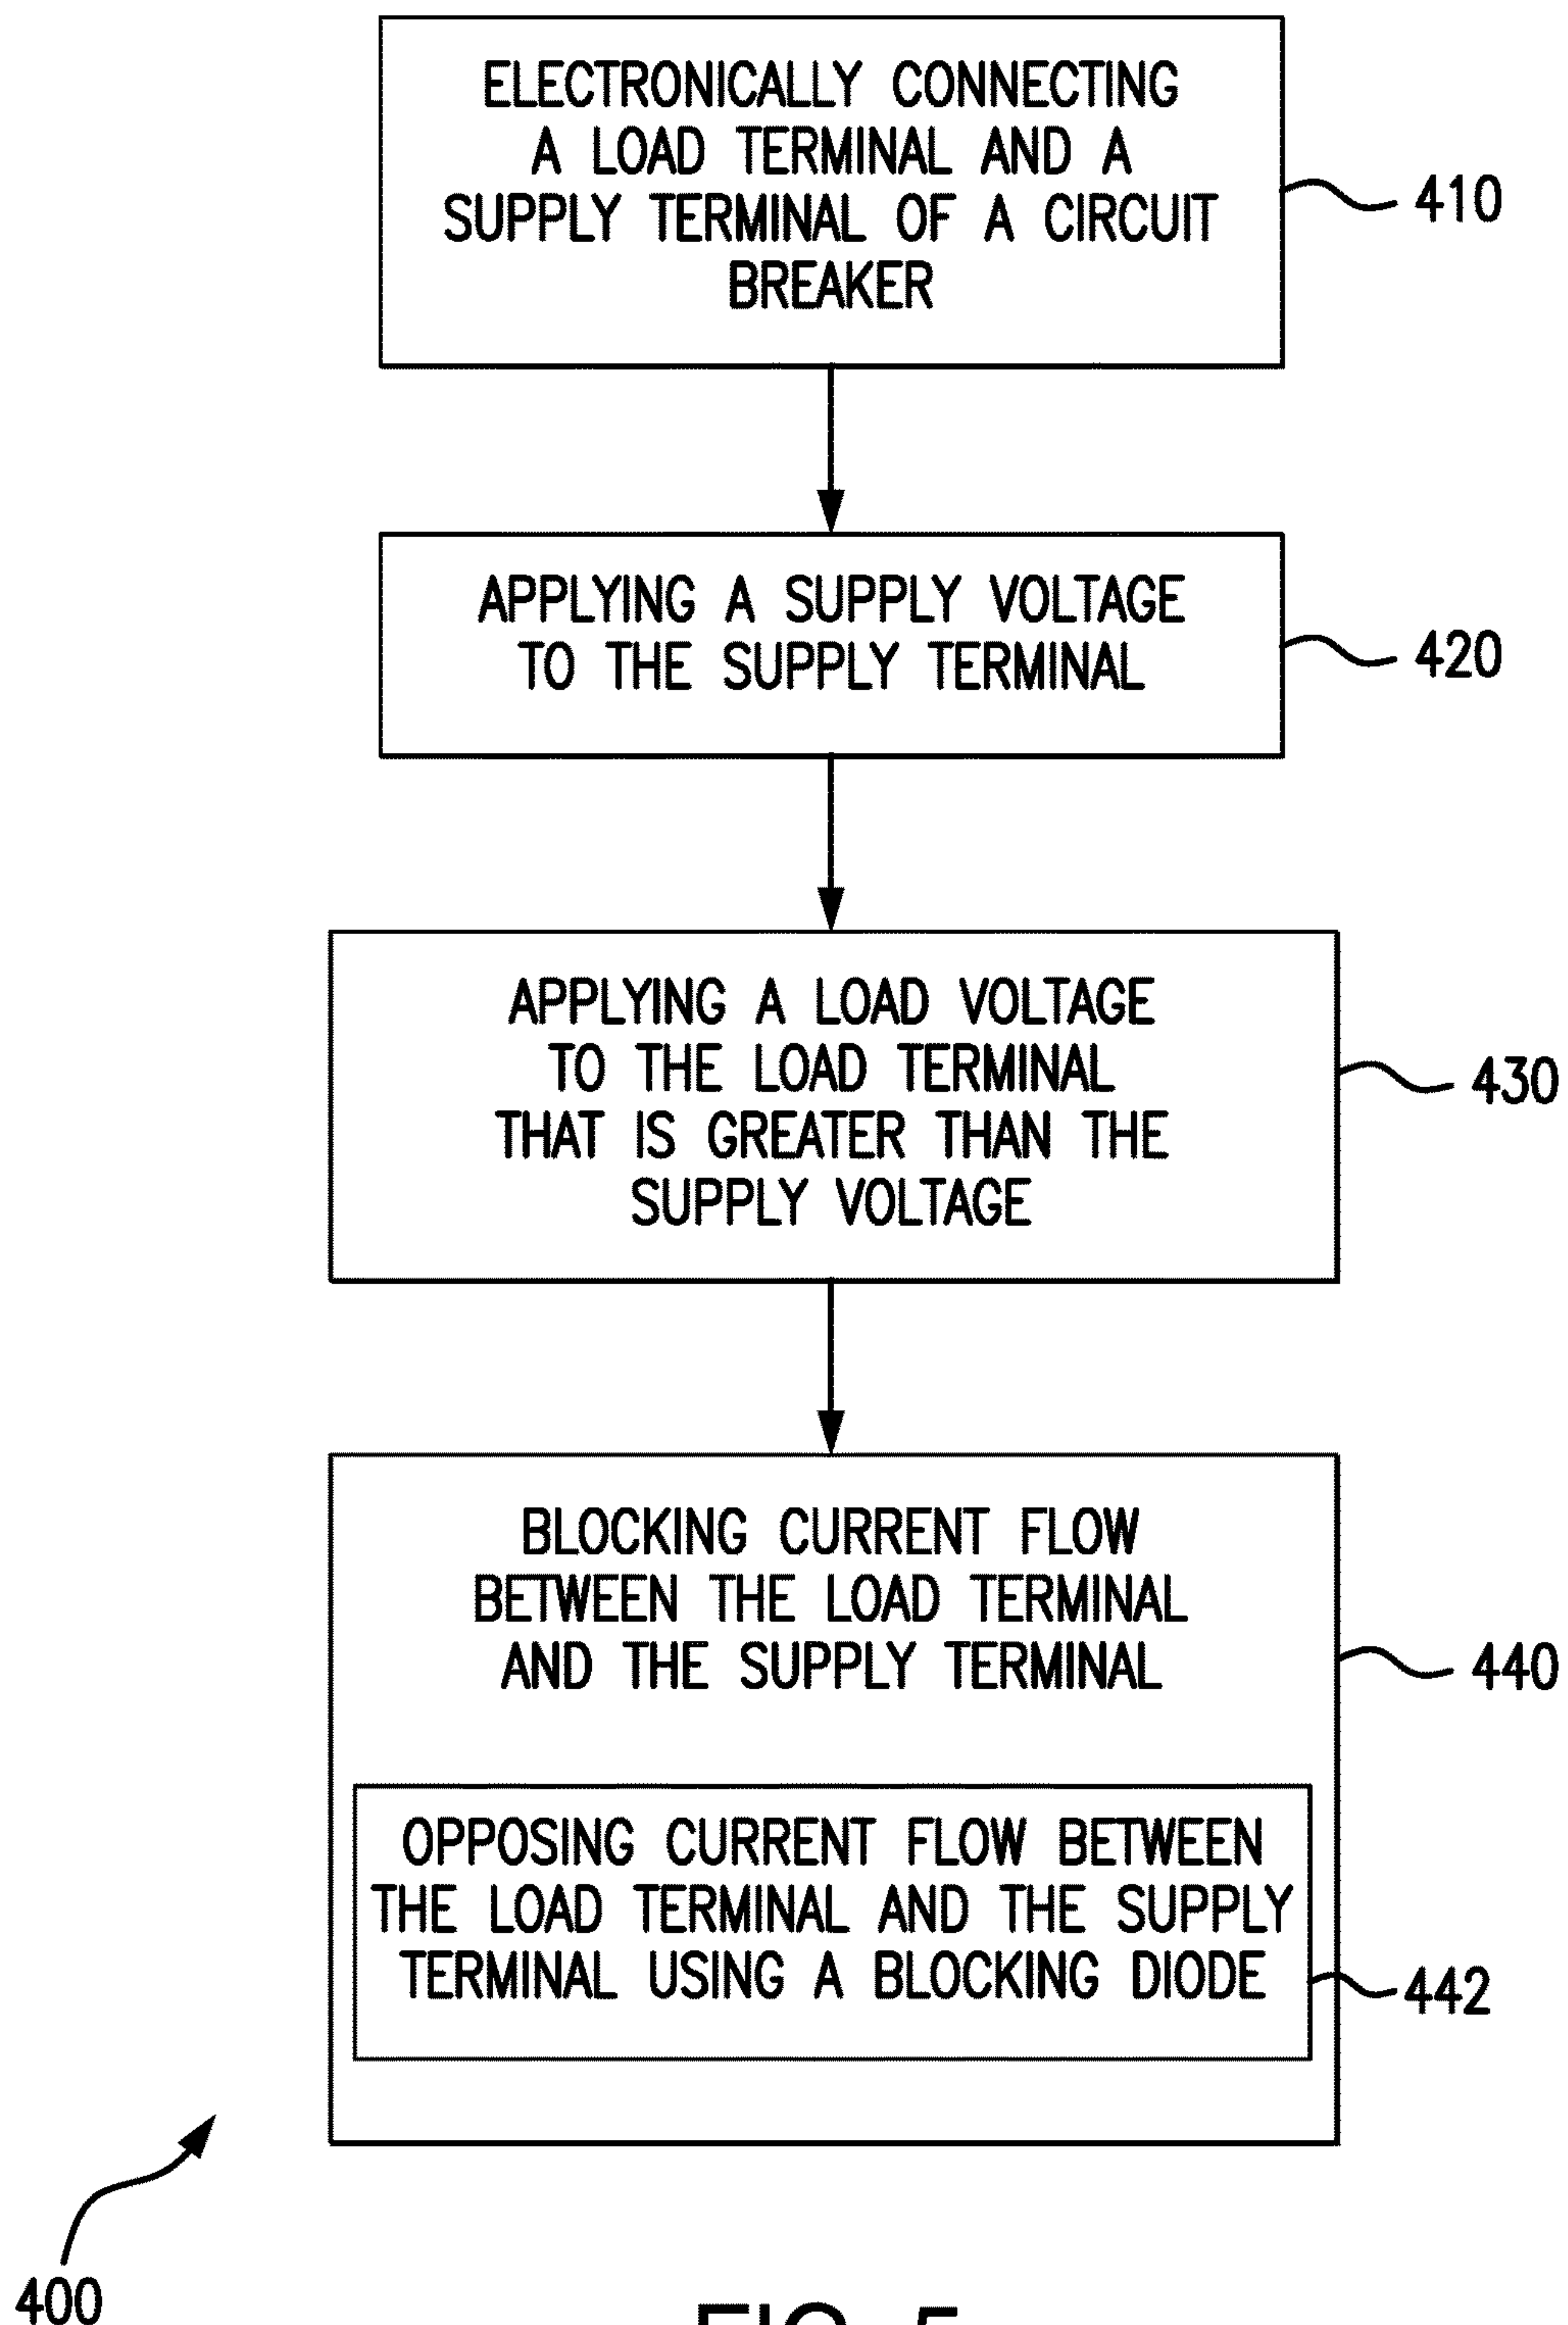 ELECTRONICALLY CONNECTING
A LOAD TERMINAL AND A
SUPPLY TERMINAL OF A CIRCUIT
BREAKER
410
APPLYING A SUPPLY VOLTAGE
TO THE SUPPLY TERMINAL
420
APPLYING A LOAD VOLTAGE
TO THE LOAD TERMINAL
THAT IS GREATER THAN THE
SUPPLY VOLTAGE
430
BLOCKING CURRENT FLOW
BETWEEN THE LOAD TERMINAL
AND THE SUPPLY TERMINAL
440
OPPOSING CURRENT FLOW BETWEEN
THE LOAD TERMINAL AND THE SUPPLY
TERMINAL USING A BLOCKING DIODE
442
400